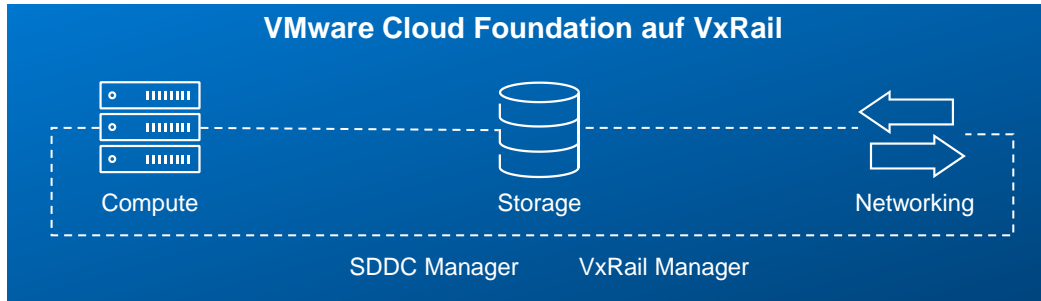 VMware Cloud Foundation auf VxRail
Compute
Storage
Networking
SDDC Manager
VxRail Manager